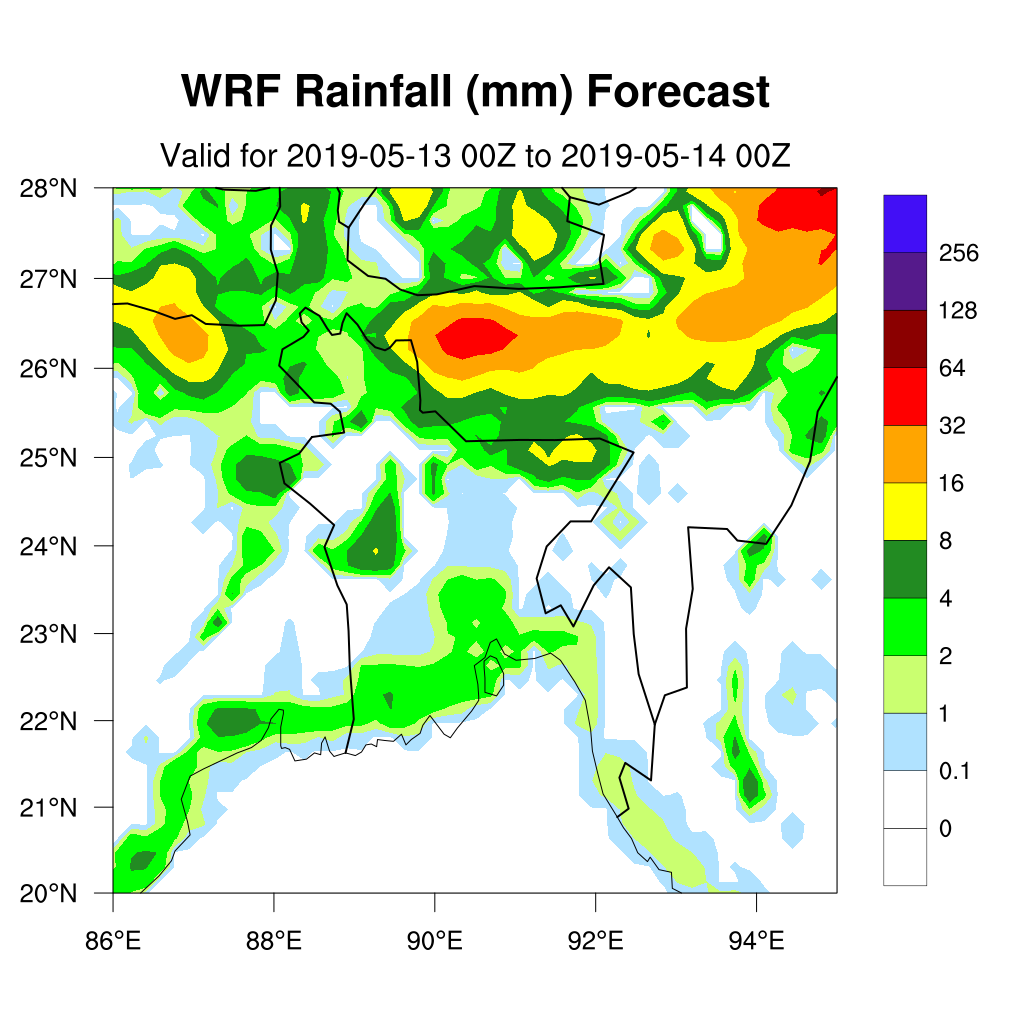 WRF Rainfall (mm) Forecast
Valid for 2019-05-13 00Z to 2019-05-14 00Z
28°N
27°N
26°N
25°N
24°N
23°N
22°N
21°N
20°N
86°E 88°E 90°E 92°E 94°E
256
128
64
32
16
8
4
2
1
0.1
0